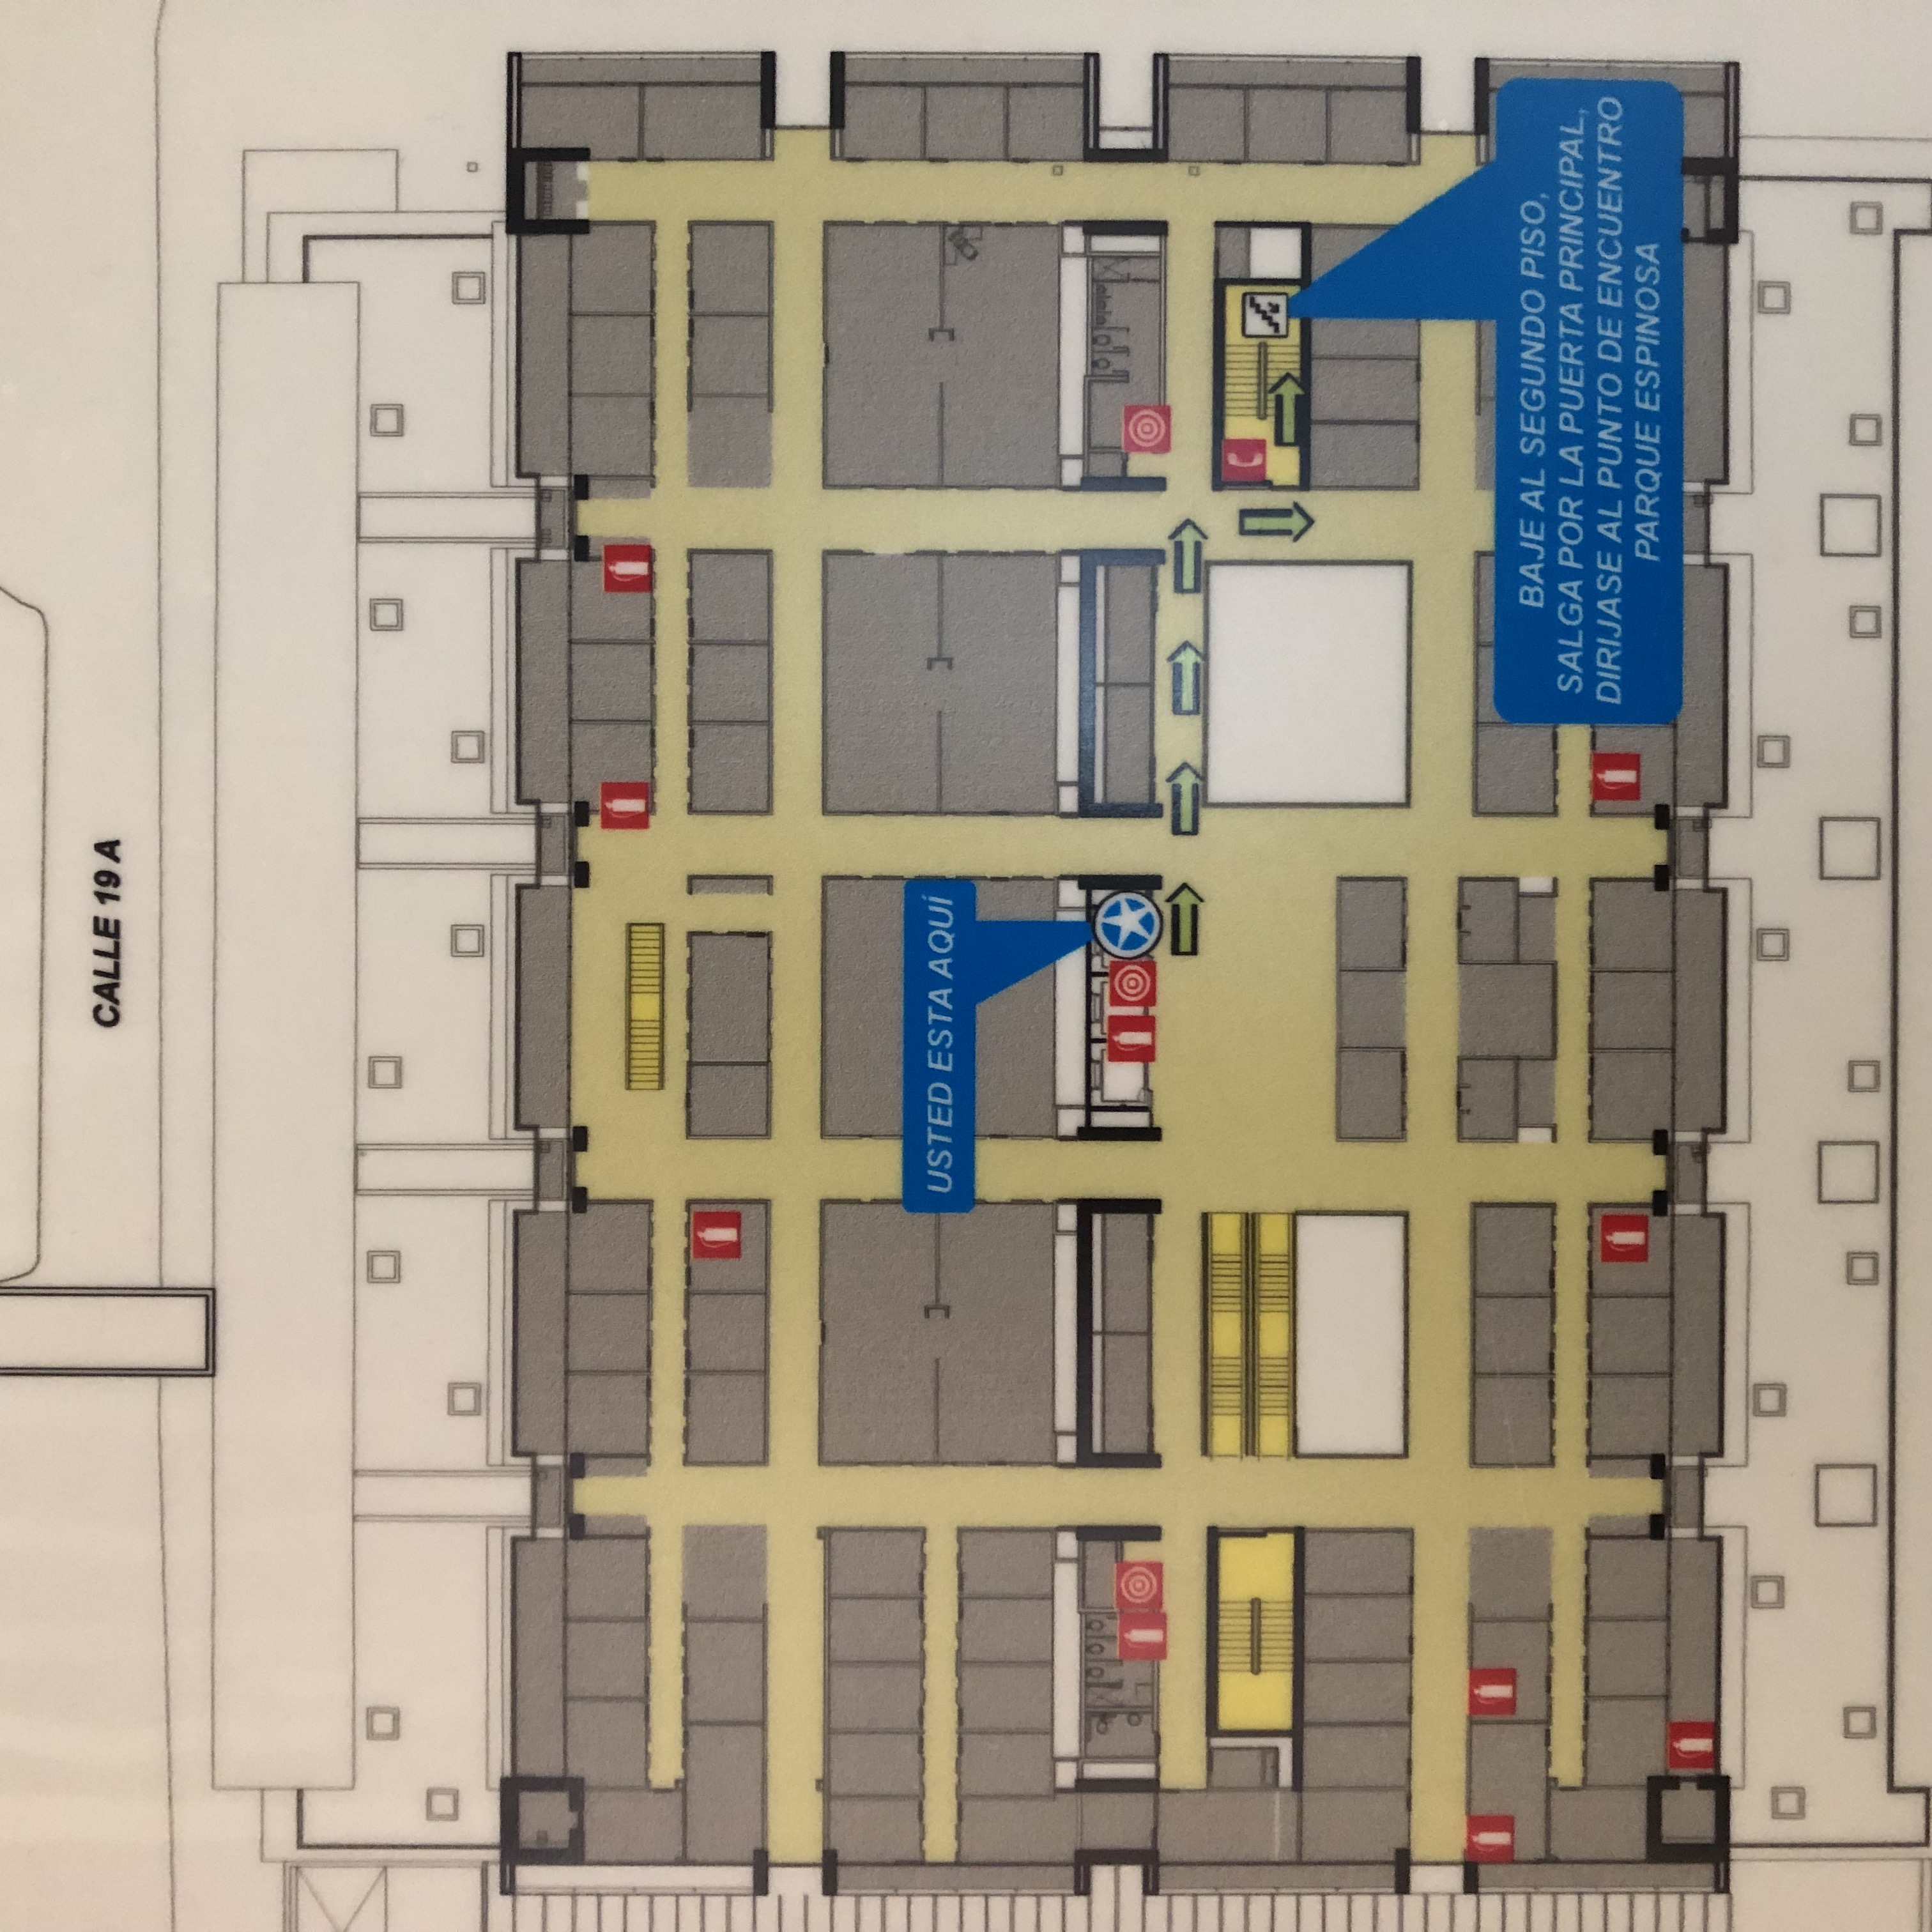 CALLE 19 A
USTED ESTA AQUÍ
BAJE AL SEGUNDO PISO,
SALGA POR LA PUERTA PRINCIPAL,
DIRIJASE AL PUNTO DE ENCUENTRO
PARQUE ESPINOSA